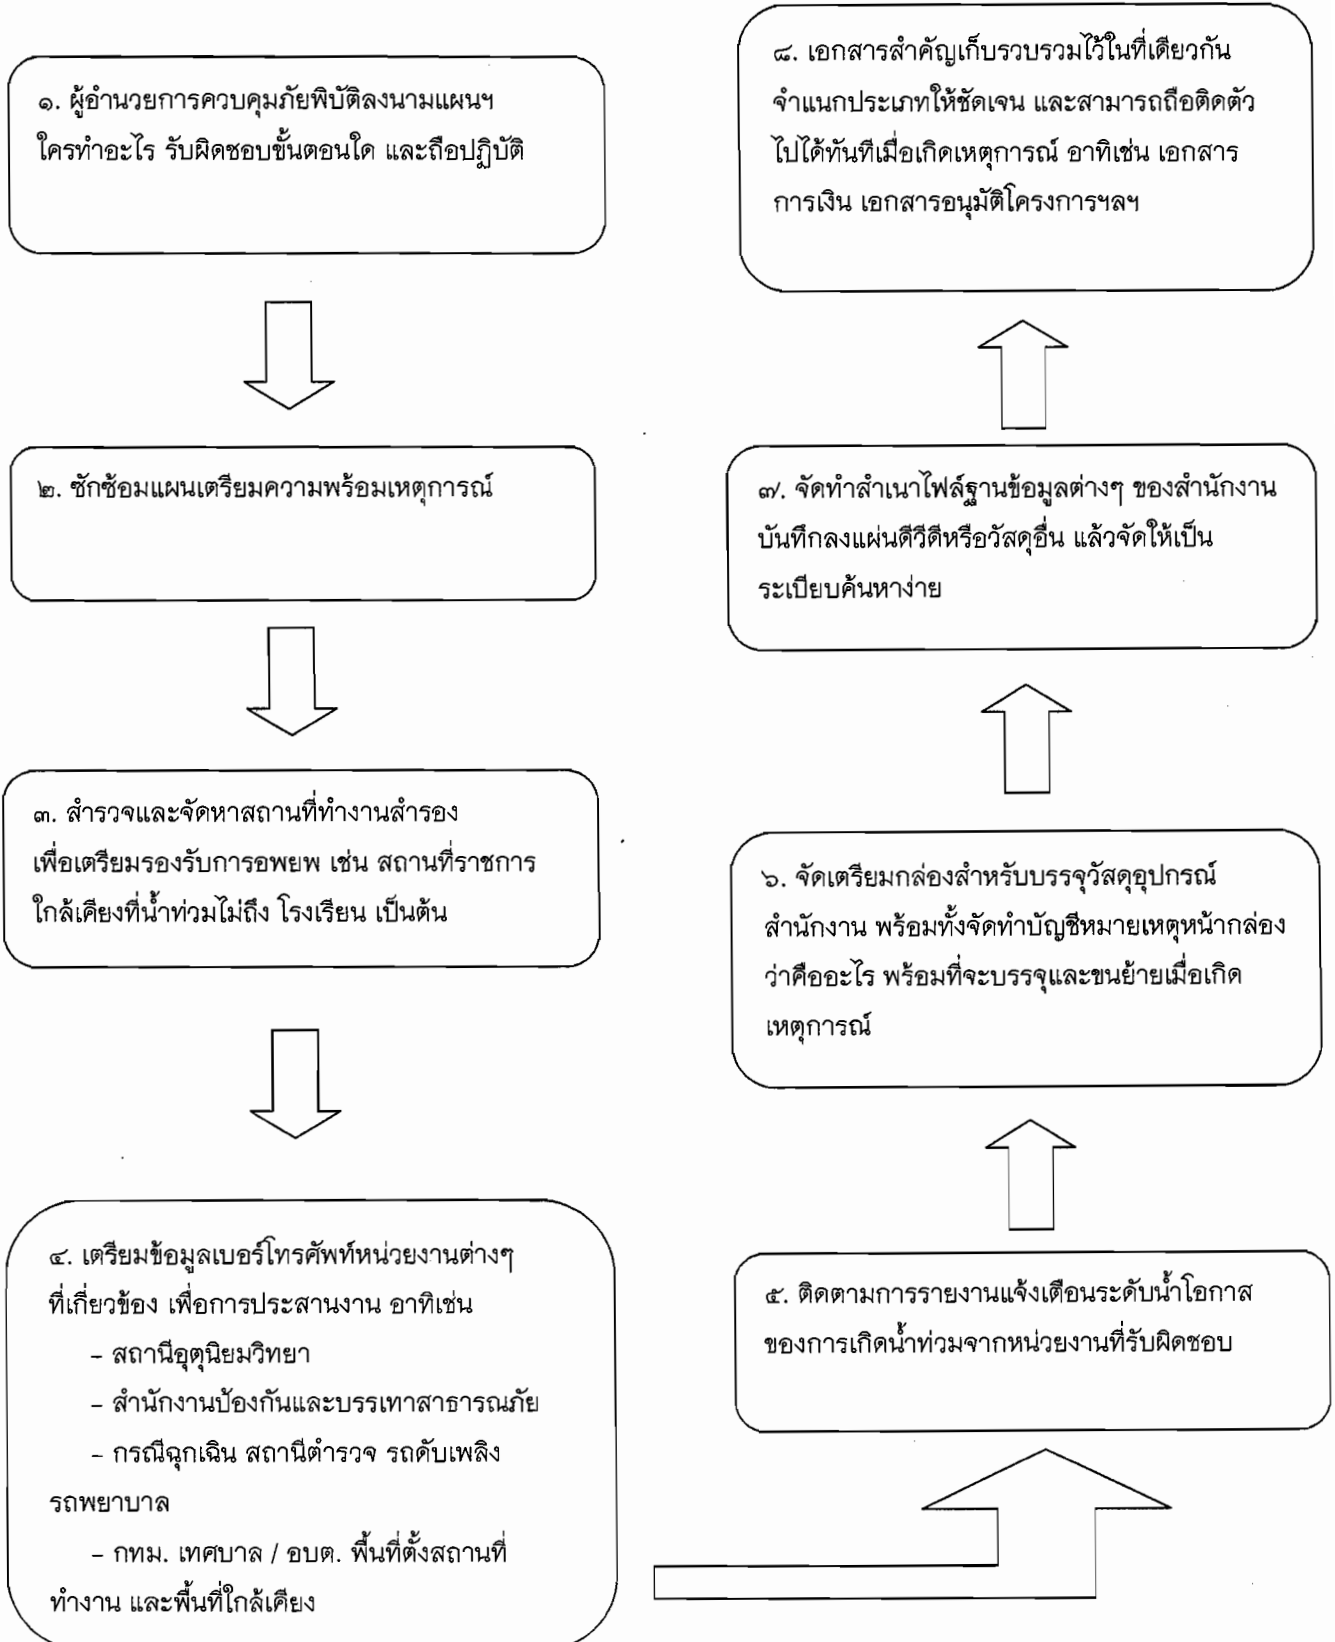 ๑. ผู้อำนวยการควบคุมภัยพิบัติลงนามแผนฯ
ใครทำอะไร รับผิดชอบขั้นตอนใด และถือปฏิบัติ
๒. ซักซ้อมแผนเตรียมความพร้อมเหตุการณ์
๓. สำรวจและจัดหาสถานที่ทำงานสำรอง
เพื่อเตรียมรองรับการอพยพ เช่น สถานที่ราชการ
ใกล้เคียงที่น้ำท่วมไม่ถึง โรงเรียน เป็นต้น
๔. เตรียมข้อมูลเบอร์โทรศัพท์หน่วยงานต่างๆ
ที่เกี่ยวข้อง เพื่อการประสานงาน อาทิเช่น
– สถานีอุตุนิยมวิทยา
– สำนักงานป้องกันและบรรเทาสาธารณภัย
– กรณีฉุกเฉิน สถานีตำรวจ รถดับเพลิง
รถพยาบาล
– กทม. เทศบาล / อบต. พื้นที่ตั้งสถานที่
ทำงาน และพื้นที่ใกล้เคียง
๕. ติดตามการรายงานแจ้งเตือนระดับน้ำโอกาส
ของการเกิดน้ำท่วมจากหน่วยงานที่รับผิดชอบ
๖. จัดเตรียมกล่องสำหรับบรรจุวัสดุอุปกรณ์
สำนักงาน พร้อมทั้งจัดทำบัญชีหมายเหตุหน้ากล่อง
ว่าคืออะไร พร้อมที่จะบรรจุและขนย้ายเมื่อเกิด
เหตุการณ์
๗. จัดทำสำเนาไฟล์ฐานข้อมูลต่างๆ ของสำนักงาน
บันทึกลงแผ่นดีวีดีหรือวัสดุอื่น แล้วจัดให้เป็น
ระเบียบค้นหาง่าย
๘. เอกสารสำคัญเก็บรวบรวมไว้ในที่เดียวกัน
จำแนกประเภทให้ชัดเจน และสามารถถือติดตัว
ไปได้ทันทีเมื่อเกิดเหตุการณ์ อาทิเช่น เอกสาร
การเงิน เอกสารอนุมัติโครงการฯลฯ